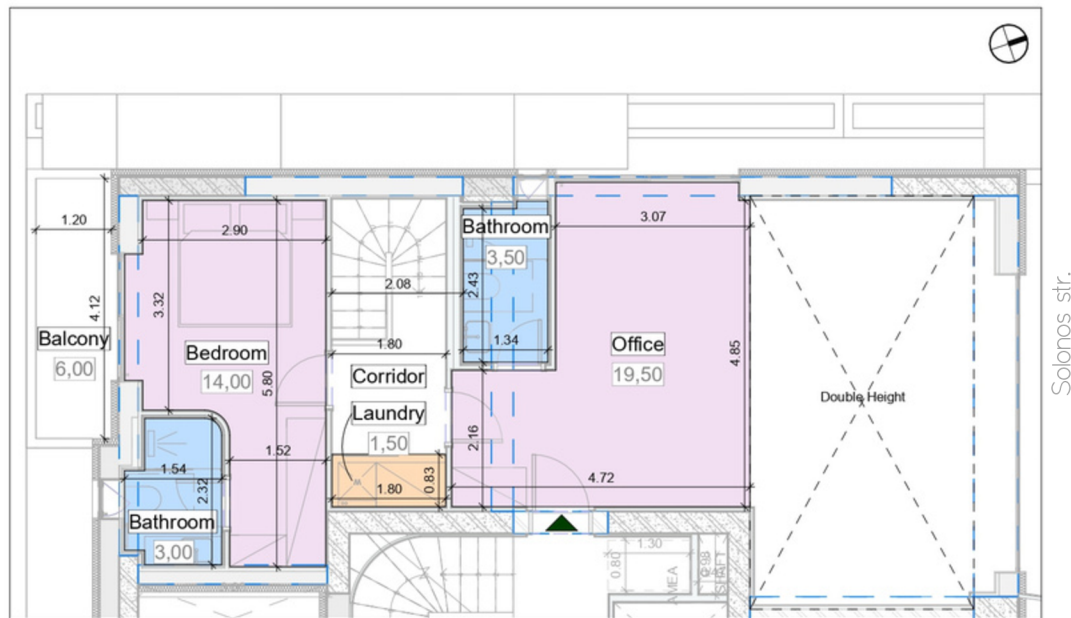 1.20
4.12
Balcony
6,00
2.90
3.32
Bedroom
14,00
5.80
1.52
1.54
2.32
Bathroom
3,00
2.08
1.80
Corridor
Laundry
1,50
0.83
1.80
Bathroom
3,50
2.43
1.34
2.16
3.07
Office
19,50
4.85
4.72
Double Height
Solonos str.
1.30
0.80
AMEA
SHAFT